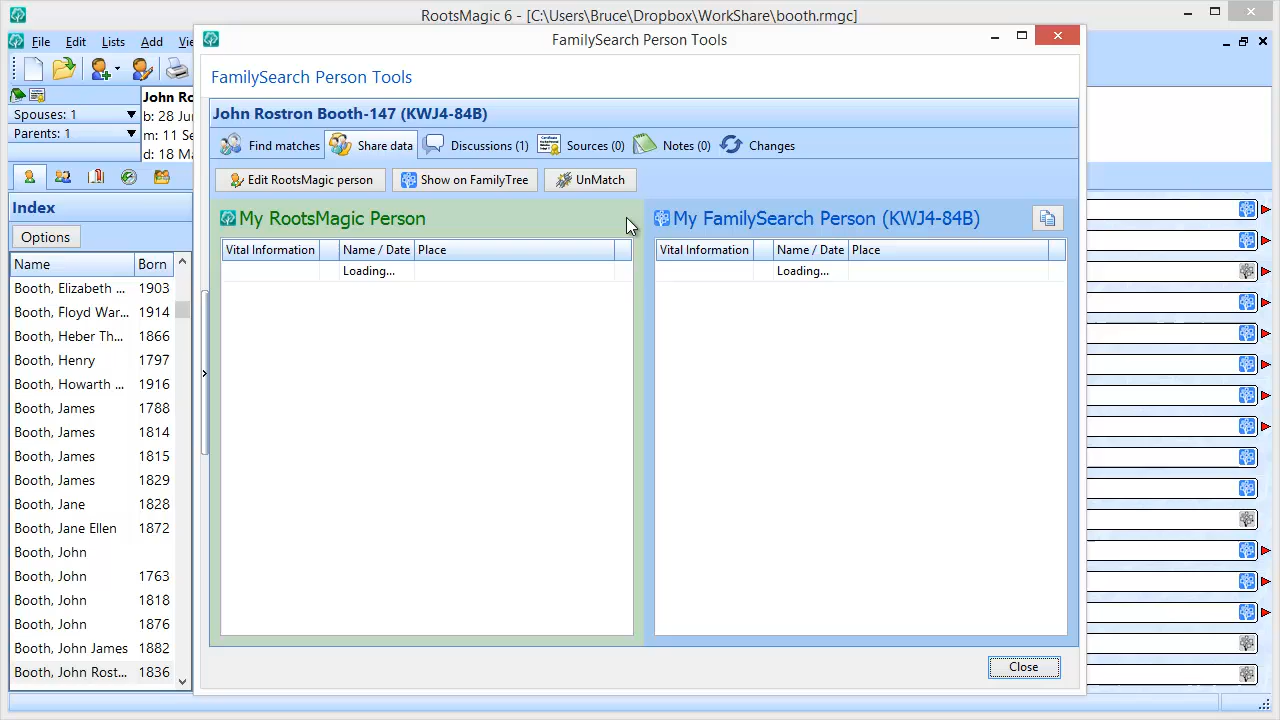 RootsMagic 6 - [C:\Users\Bruce\Dropbox\WorkShare\booth.rmgc]
File Edit Lists Add
FamilySearch Person Tools
FamilySearch Person Tools
Spouses: 1
Parents: 1
b: 28
m: 11
d: 18
John Rostron Booth-147 (KWJ4-84B)
Find matches Share data Discussions (1) Sources (0) Notes (0) Changes
Edit RootsMagic person Show on FamilyTree UnMatch
Index
Options
Name Born
Booth, Elizabeth ... 1903
Booth, Floyd War... 1914
Booth, Heber Th... 1866
Booth, Henry 1797
Booth, Howarth ... 1916
Booth, James 1788
Booth, James 1814
Booth, James 1815
Booth, James 1829
Booth, Jane 1828
Booth, Jane Ellen 1872
Booth, John
Booth, John 1763
Booth, John 1818
Booth, John 1876
Booth, John James 1882
Booth, John Rost... 1836
My RootsMagic Person
Vital Information Name / Date Place
Loading...
My FamilySearch Person (KWJ4-84B)
Vital Information Name / Date Place
Loading...
Close